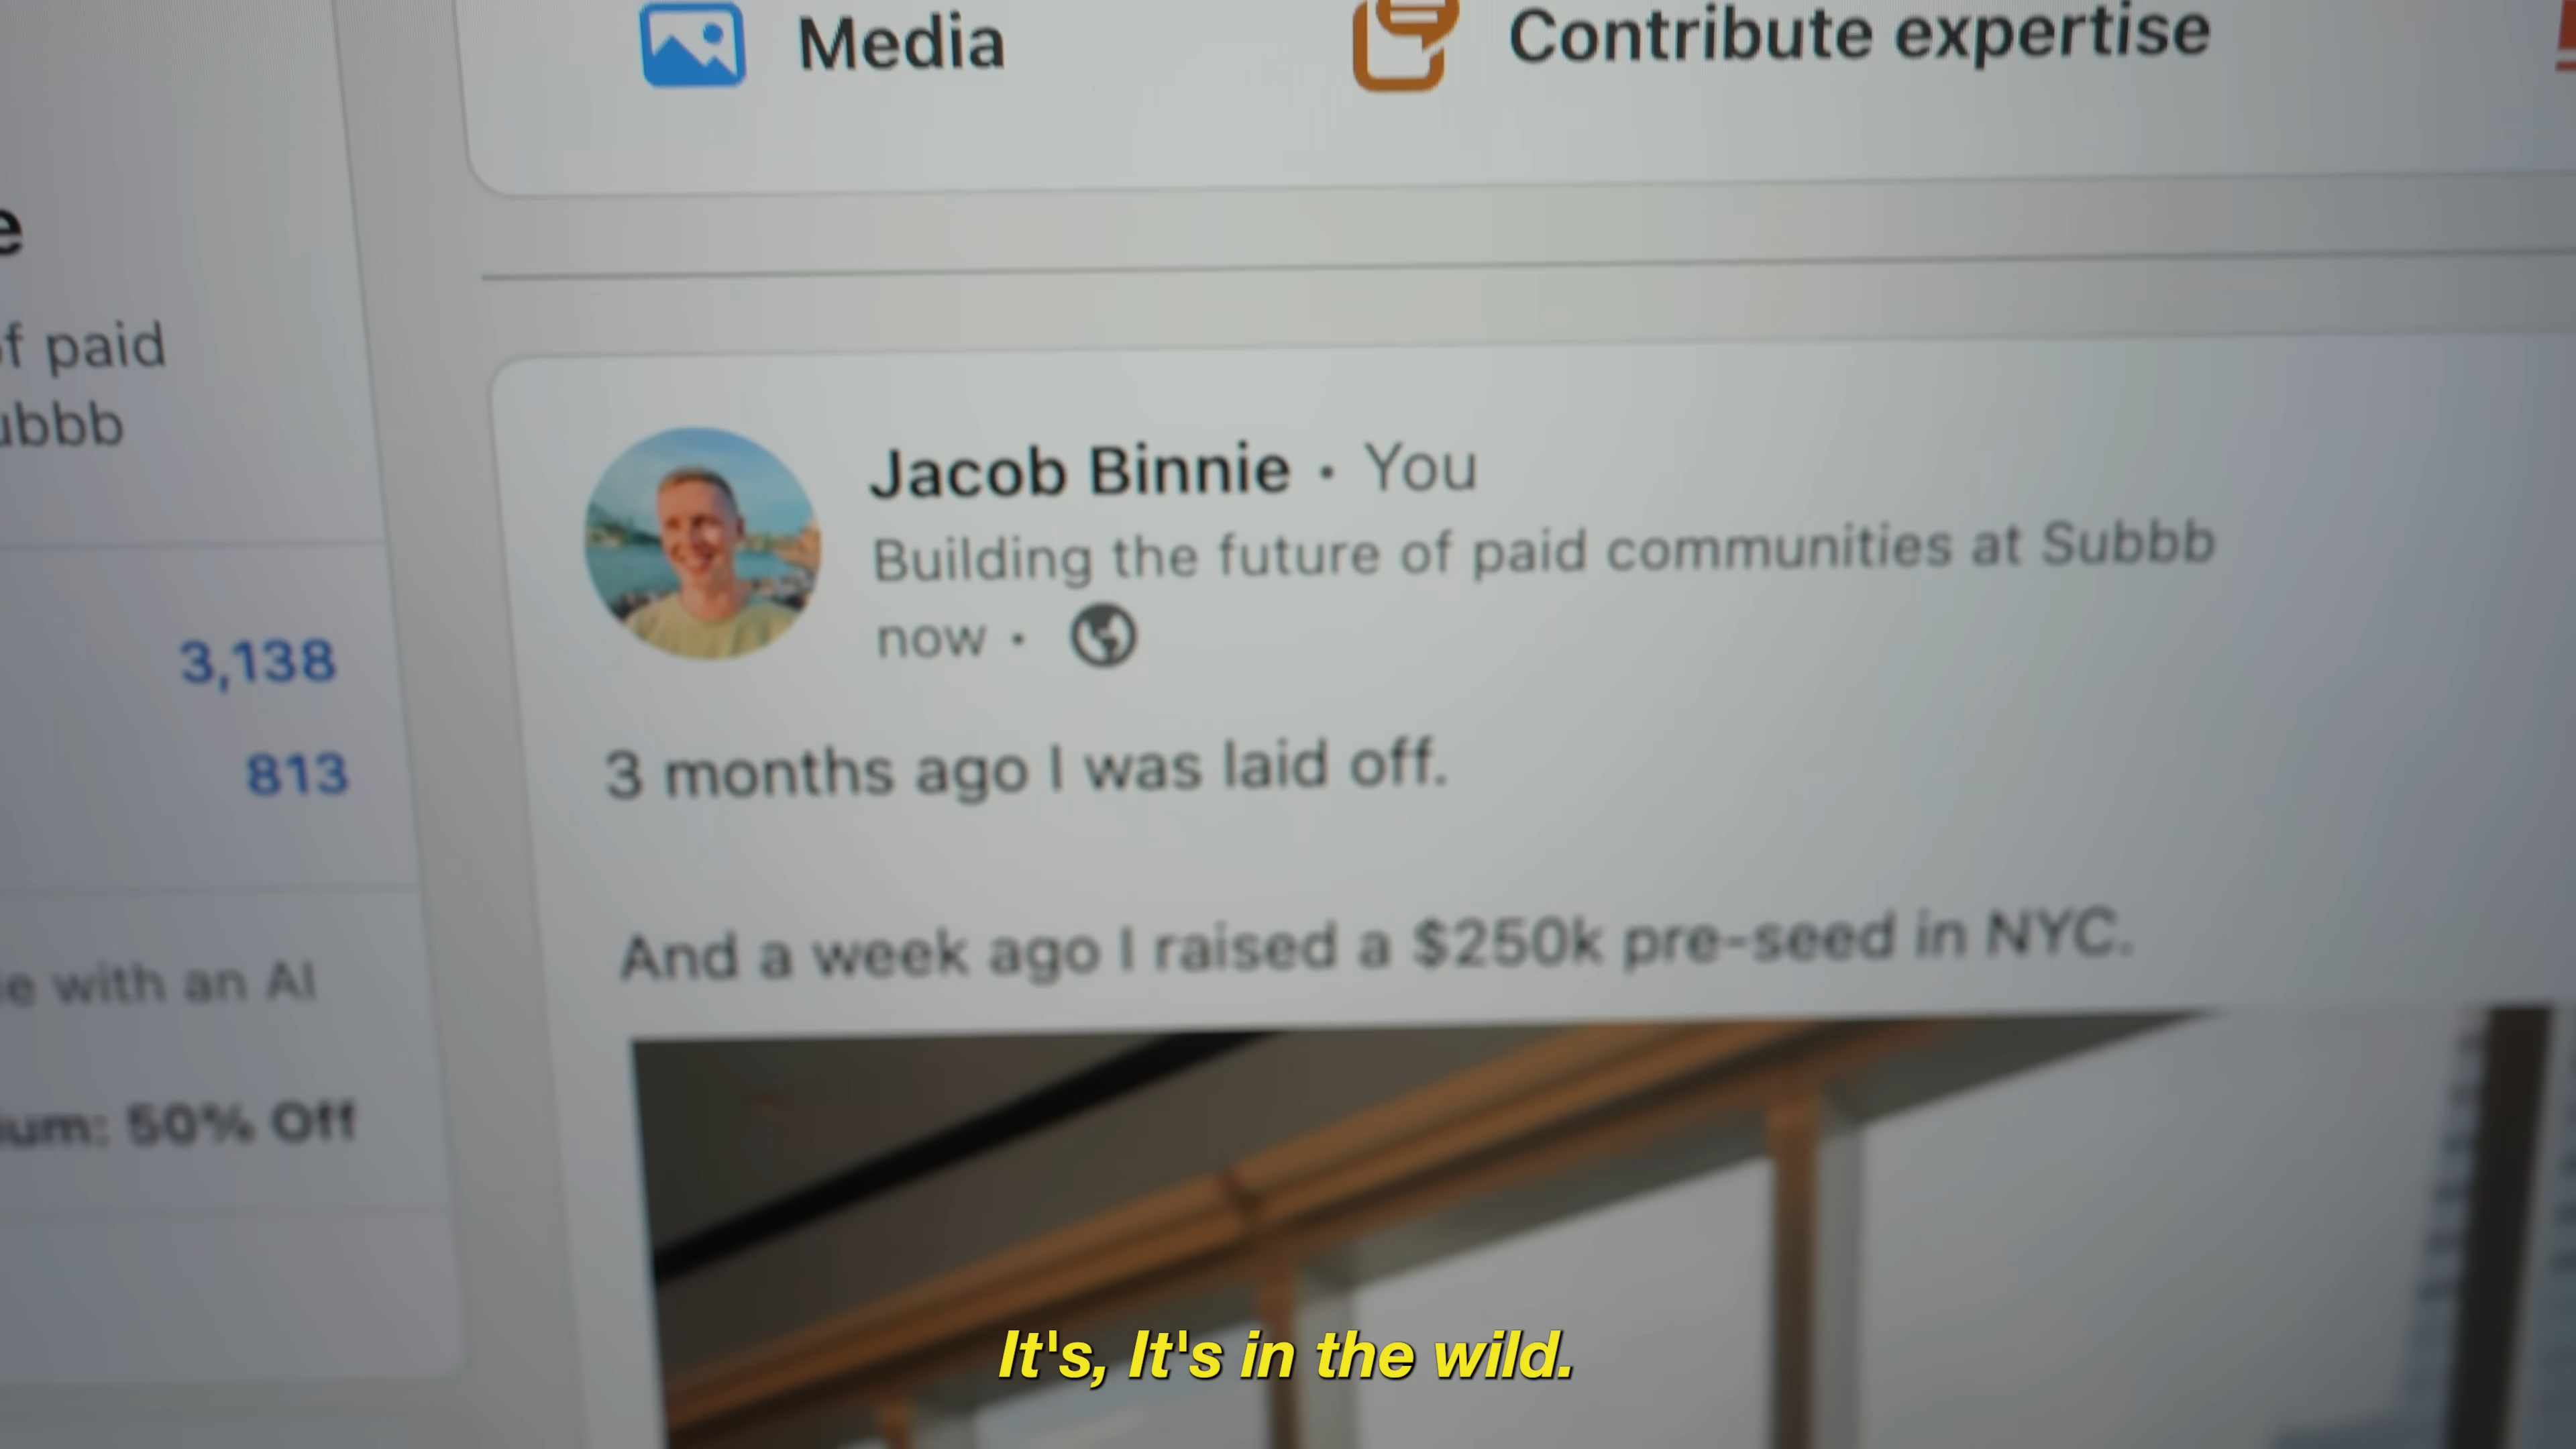 Media
Contribute expertise
e
of paid
ubbb
3,138
813
e with an AI
ium: 50% Off
Jacob Binnie • You
Building the future of paid communities at Subbb
now •
3 months ago I was laid off.
And a week ago I raised a $250k pre-seed in NYC.
It's, It's in the wild.